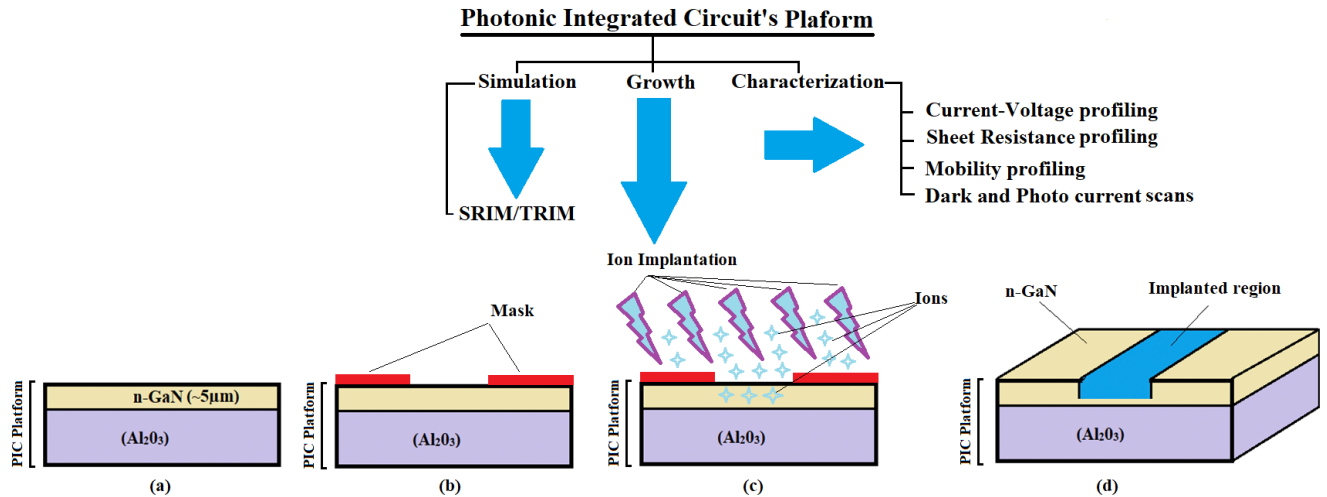 Photonic Integrated Circuit's Plaform
Simulation
Growth
Characterization
Current-Voltage profiling
Sheet Resistance profiling
Mobility profiling
Dark and Photo current scans
SRIM/TRIM
Ion Implantation
Ions
Mask
n-GaN
Implanted region
PIC Platform
n-GaN (~5μm)
(Al₂0₃)
(a)
PIC Platform
(Al₂0₃)
(b)
PIC Platform
(Al₂0₃)
(c)
PIC Platform
(Al₂0₃)
(d)